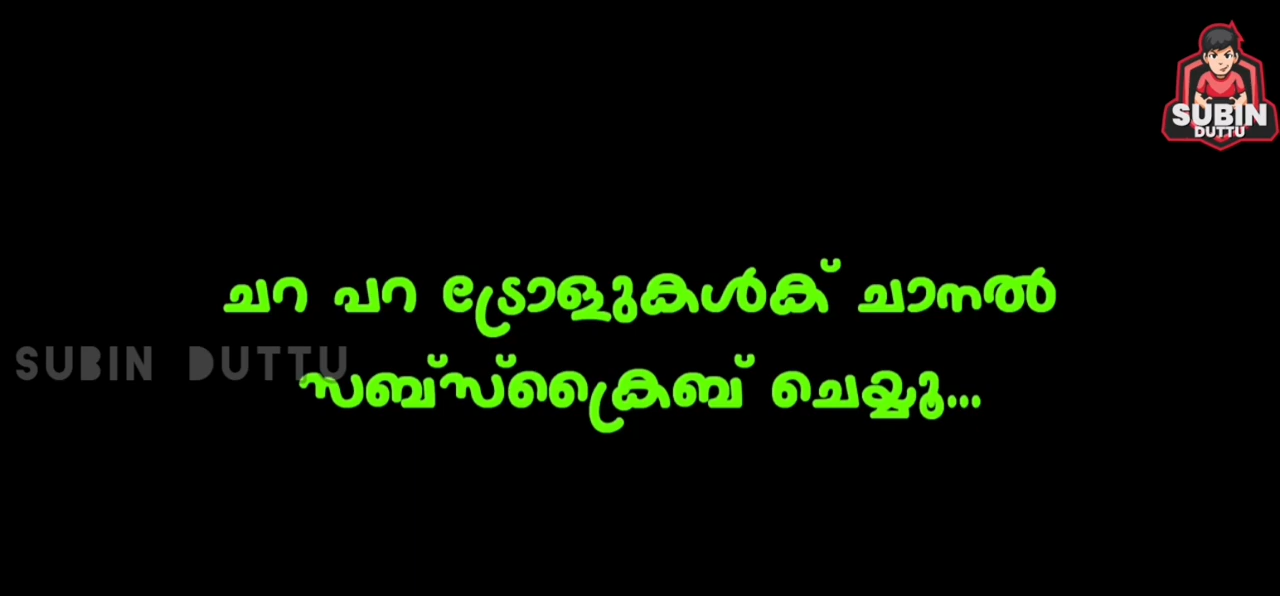 SUBIN
DUTTU
ചറ പറ ട്രോളുകൾക് ചാനൽ
SUBIN DUTTU
സബ്സ്ക്രൈബ് ചെയ്യൂ...